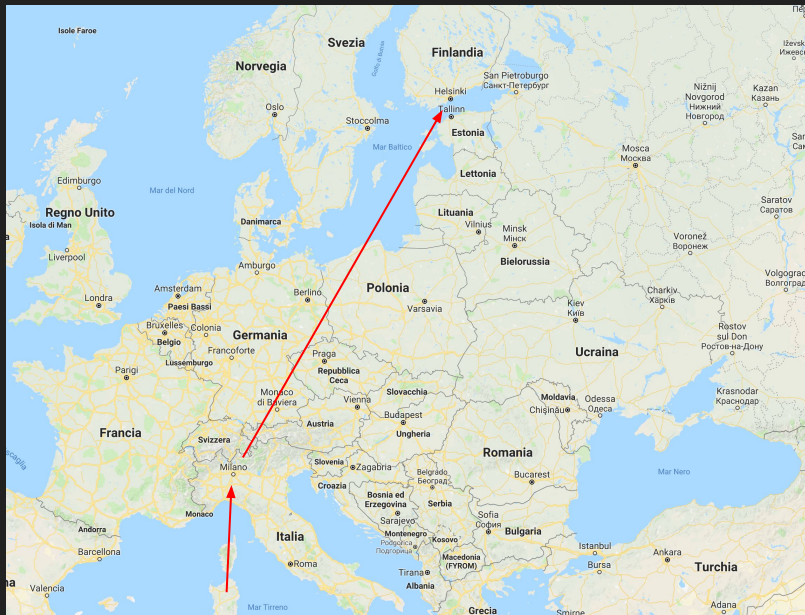 Isole Faroe
Svezia
Norvegia
Finlandia
Golfo di Botnia
Helsinki
San Pietroburgo
Санкт-Петербург
Oslo
Stoccolma
Tallinn
Estonia
Nižnij
Novgorod
Нижний
Новгород
Kazan
Казань
Iževsk
Mar Baltico
Mosca
Москва
Edimburgo
Mar del Nord
Lettonia
Regno Unito
Isola di Man
Danimarca
Lituania
Vilnius
Minsk
Мінск
Saratov
Саратов
Liverpool
Amburgo
Bielorussia
Voronež
Воронеж
Amsterdam
Paesi Bassi
Londra
Berlino
Polonia
Varsavia
Kiev
Київ
Charkiv
Харків
Bruxelles
Belgio
Colonia
Germania
Francoforte
Lussemburgo
Praga
Repubblica
Ceca
Ucraina
Rostov
sul Don
Ростов-на-Дону
Parigi
Monaco
di Baviera
Vienna
Slovacchia
Moldavia
Chișinău
Odessa
Одеса
Krasnodar
Краснодар
Austria
Budapest
Ungheria
Francia
Svizzera
Milano
Slovenia
Zagabria
Croazia
Romania
Belgrado
Београд
Bucarest
Mar Nero
Bosnia ed
Erzegovina
Sarajevo
Serbia
Monaco
Andorra
Barcellona
Italia
Montenegro
Podgorica
Подгорица
Kosovo
Sofia
София
Bulgaria
Roma
Macedonia
(FYROM)
Tirana
Albania
Istanbul
Bursa
Ankara
Turchia
Valencia
Mar Tirreno
Grecia
Smirne
Adana